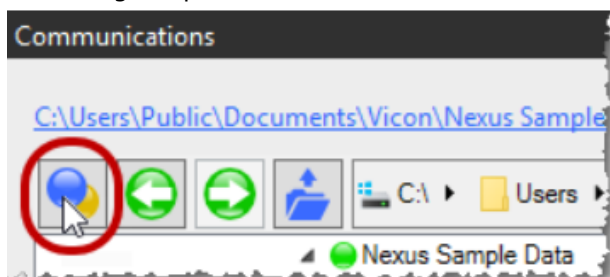 Communications
C:\Users\Public\Documents\Vicon\Nexus Sample
C:\ Users
Nexus Sample Data